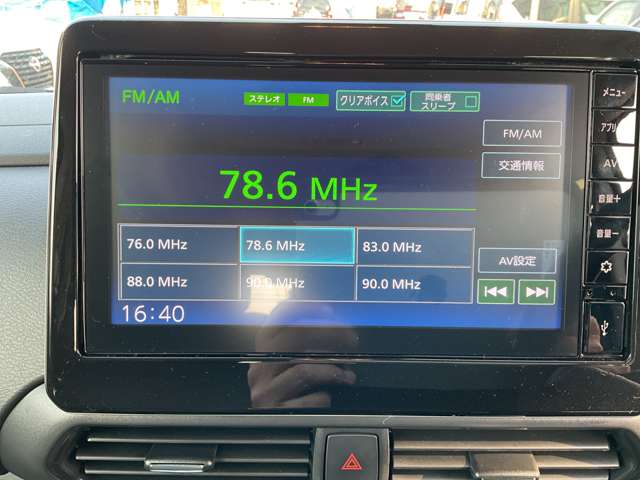 FM/AM ステレオ FM クリアボイス 同乗者
スリープ
メニュー
アプリ
FM/AM
AV
交通情報
78.6 MHz
音量+
76.0 MHz 78.6 MHz 83.0 MHz
音量−
AV設定
88.0 MHz 90.0 MHz 90.0 MHz
16:40